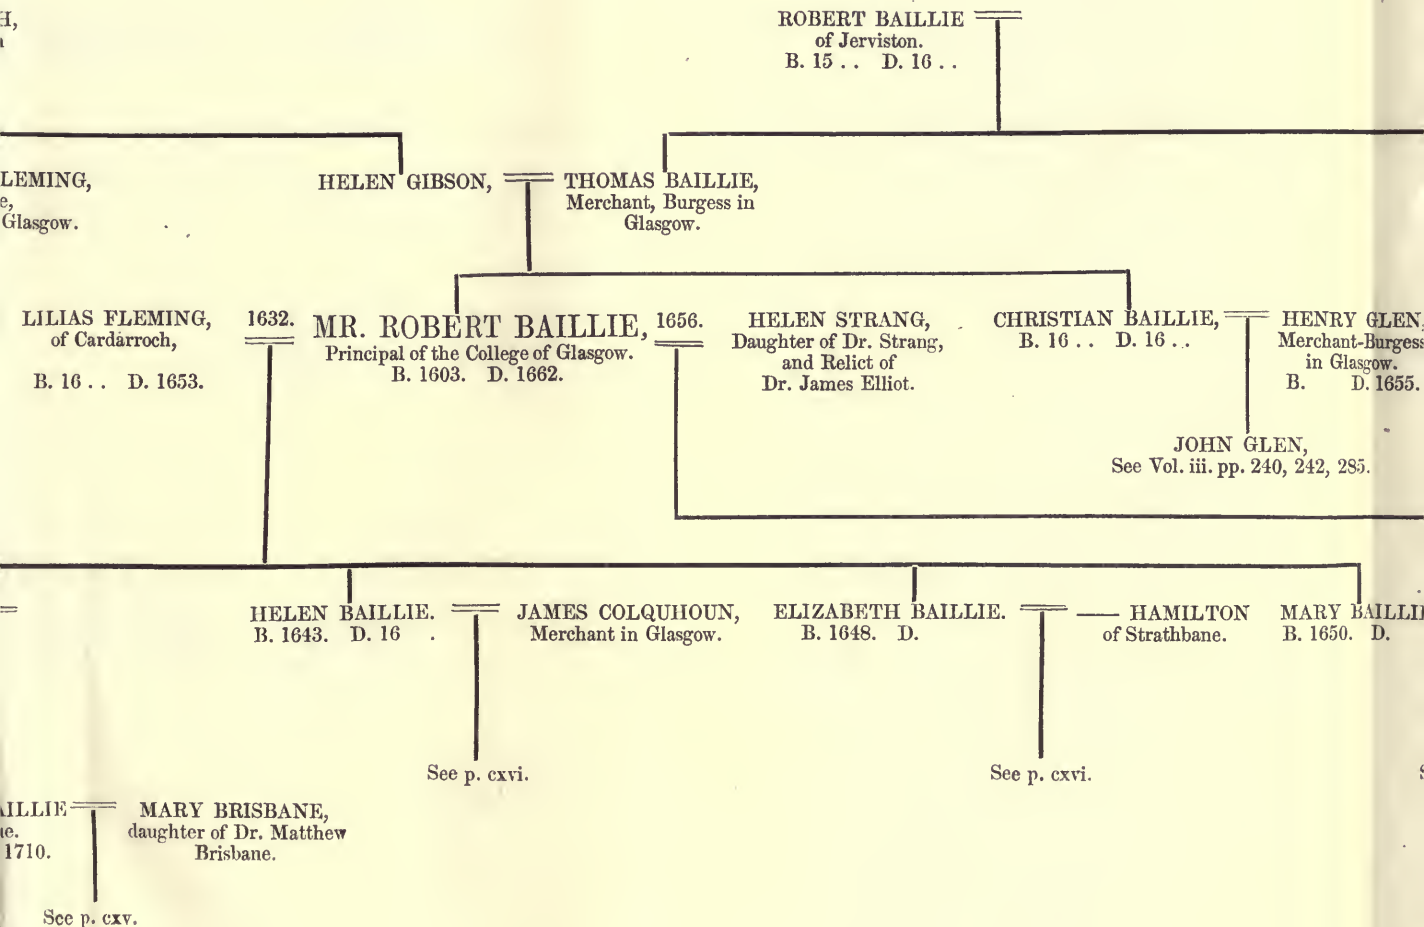 H,
ROBERT BAILLIE
of Jerviston.
B. 15 . . D. 16 . .
LEMING,
e,
Glasgow.
HELEN GIBSON,
THOMAS BAILLIE,
Merchant, Burgess in
Glasgow.
LILIAS FLEMING,
of Cardarroch,
B. 16 . . D. 1653.
1632.
MR. ROBERT BAILLIE,
Principal of the College of Glasgow.
B. 1603. D. 1662.
1656.
HELEN STRANG,
Daughter of Dr. Strang,
and Relict of
Dr. James Elliot.
CHRISTIAN BAILLIE,
B. 16 . . D. 16 . .
HENRY GLEN,
Merchant-Burgess
in Glasgow.
B. D. 1655.
JOHN GLEN,
See Vol. iii. pp. 240, 242, 285.
HELEN BAILLIE.
B. 1643. D. 16 .
JAMES COLQUHOUN,
Merchant in Glasgow.
ELIZABETH BAILLIE.
B. 1648. D.
—— HAMILTON
of Strathbane.
MARY BAILLIE
B. 1650. D.
See p. cxvi.
See p. cxvi.
AILLIE
ne.
1710.
MARY BRISBANE,
daughter of Dr. Matthew
Brisbane.
See p. cxv.